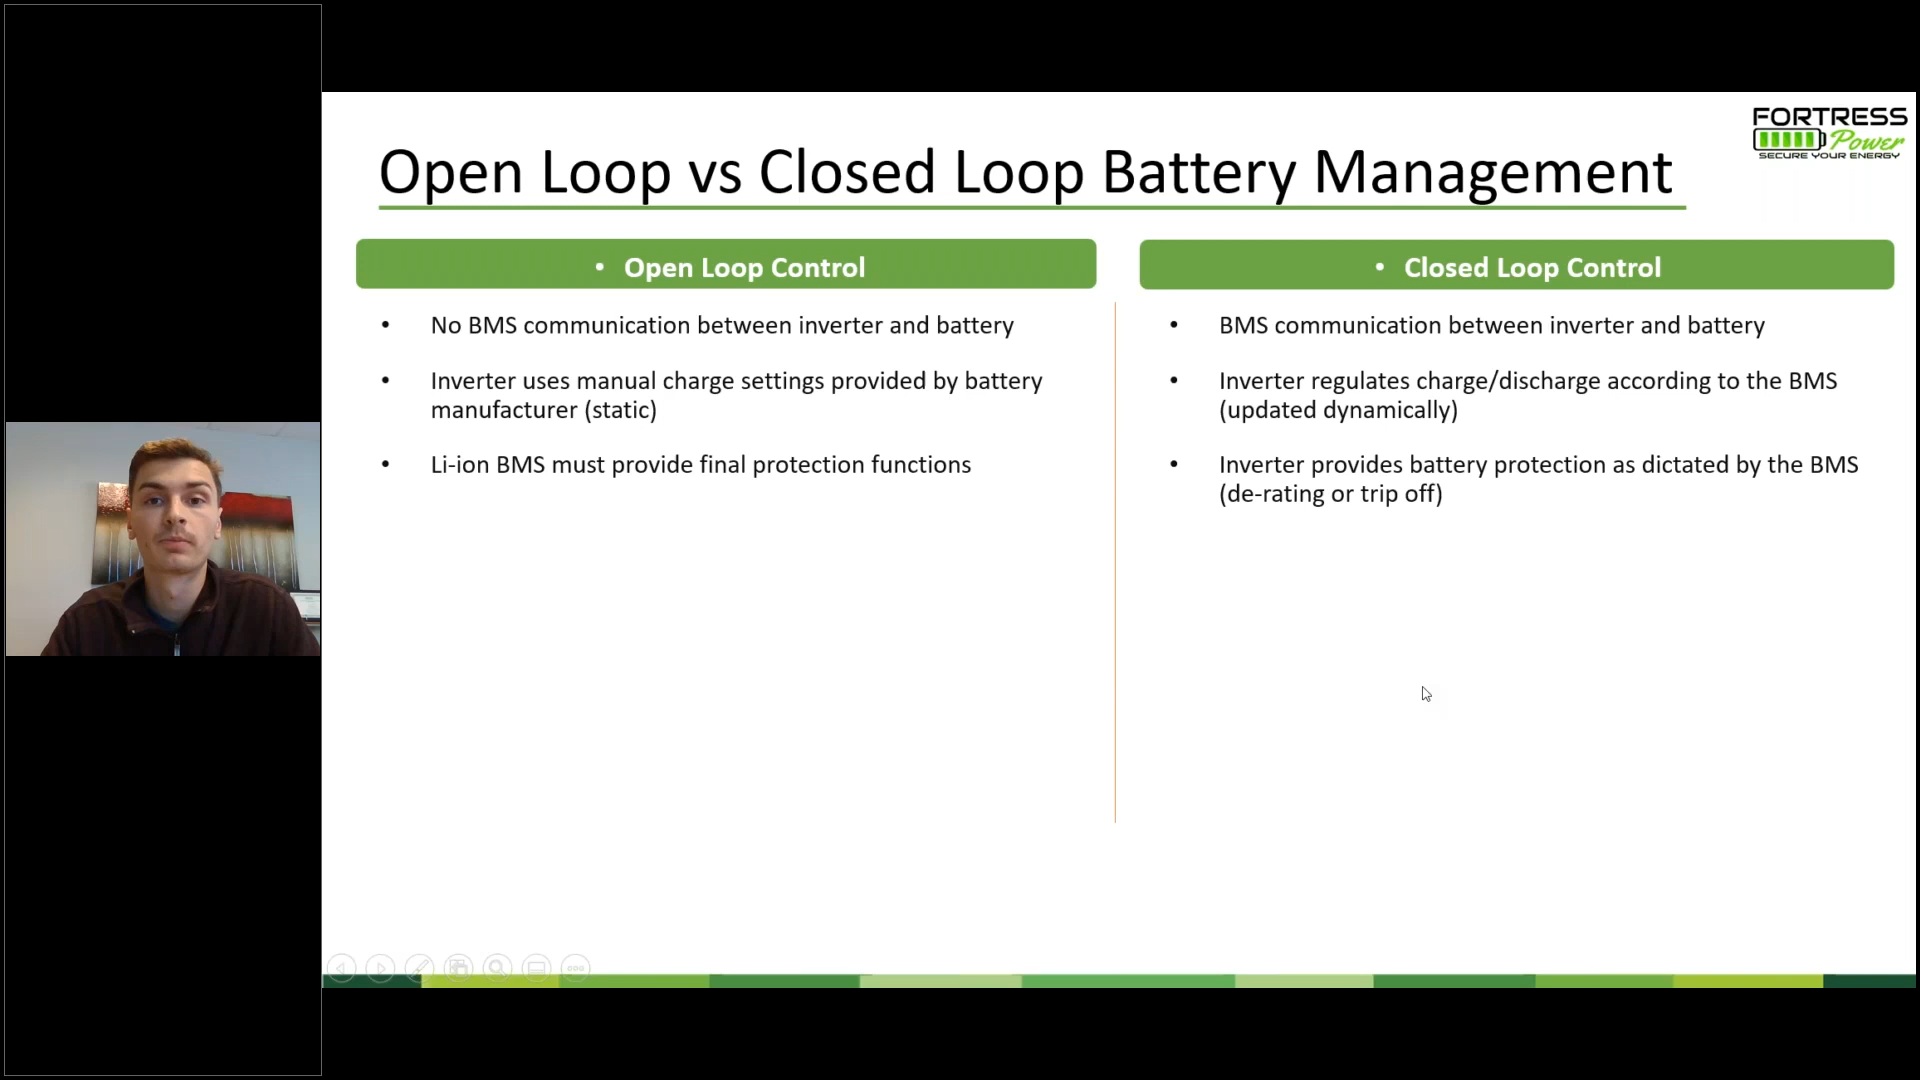 FORTRESS
Power
SECURE YOUR ENERGY
Open Loop vs Closed Loop Battery Management
• Open Loop Control
• No BMS communication between inverter and battery
• Inverter uses manual charge settings provided by battery
manufacturer (static)
• Li-ion BMS must provide final protection functions
• Closed Loop Control
• BMS communication between inverter and battery
• Inverter regulates charge/discharge according to the BMS
(updated dynamically)
• Inverter provides battery protection as dictated by the BMS
(de-rating or trip off)